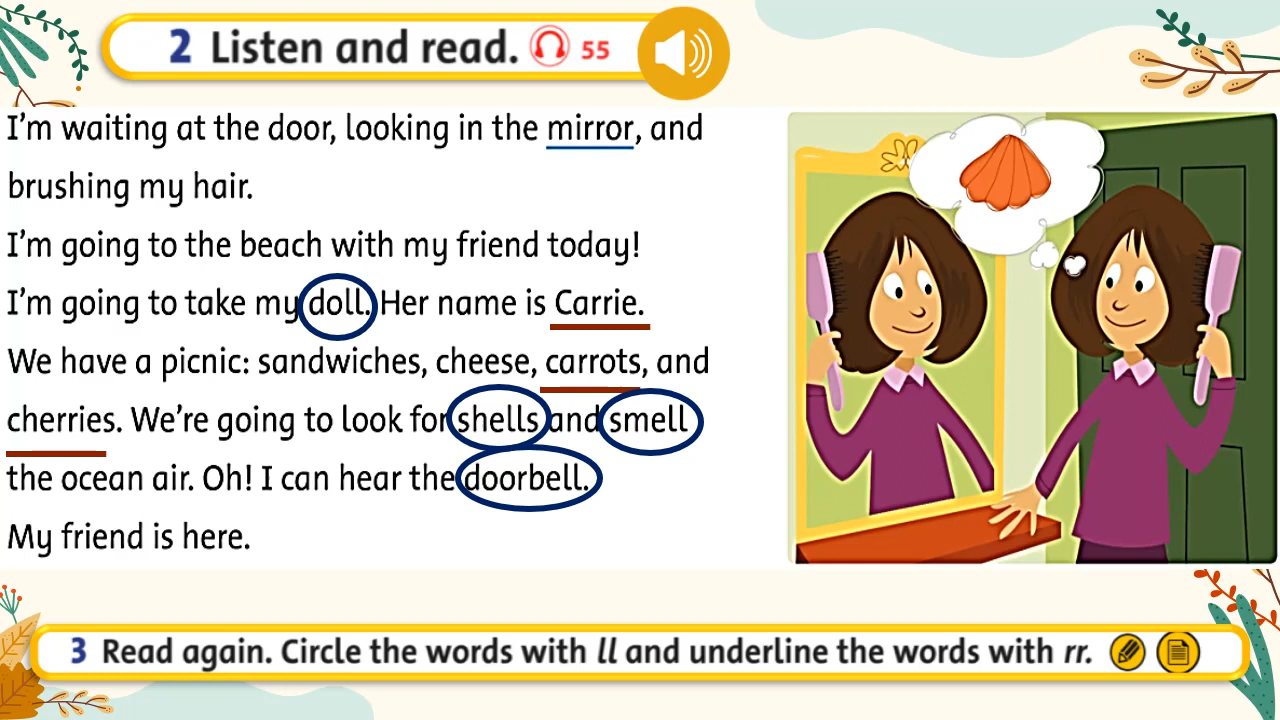 2 Listen and read. 55
I'm waiting at the door, looking in the mirror, and
brushing my hair.
I'm going to the beach with my friend today!
I'm going to take my doll. Her name is Carrie.
We have a picnic: sandwiches, cheese, carrots, and
cherries. We're going to look for shells and smell
the ocean air. Oh! I can hear the doorbell.
My friend is here.
3 Read again. Circle the words with ll and underline the words with rr.